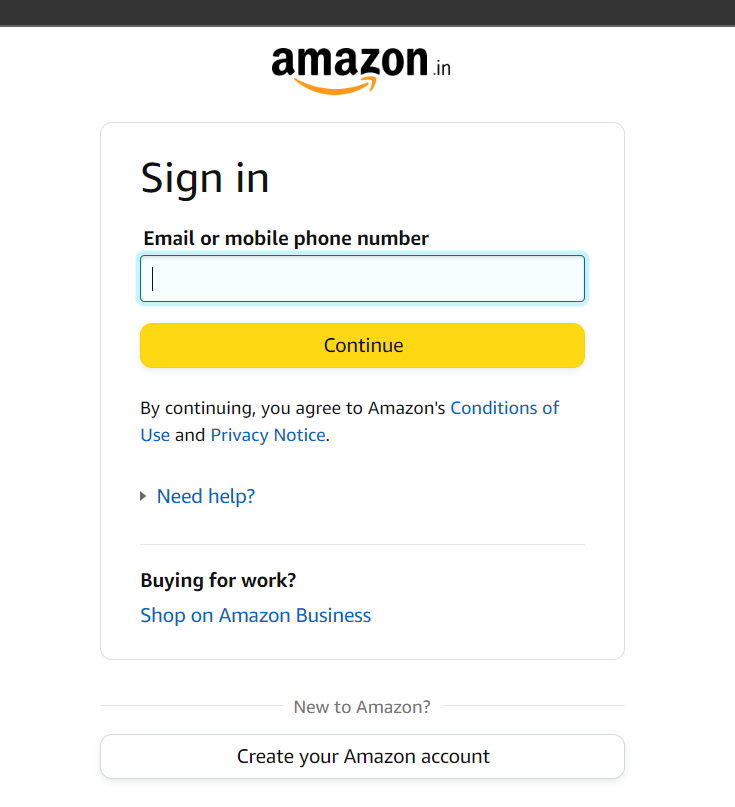 amazon.in
Sign in
Email or mobile phone number
Continue
By continuing, you agree to Amazon's Conditions of
Use and Privacy Notice.
Need help?
Buying for work?
Shop on Amazon Business
New to Amazon?
Create your Amazon account